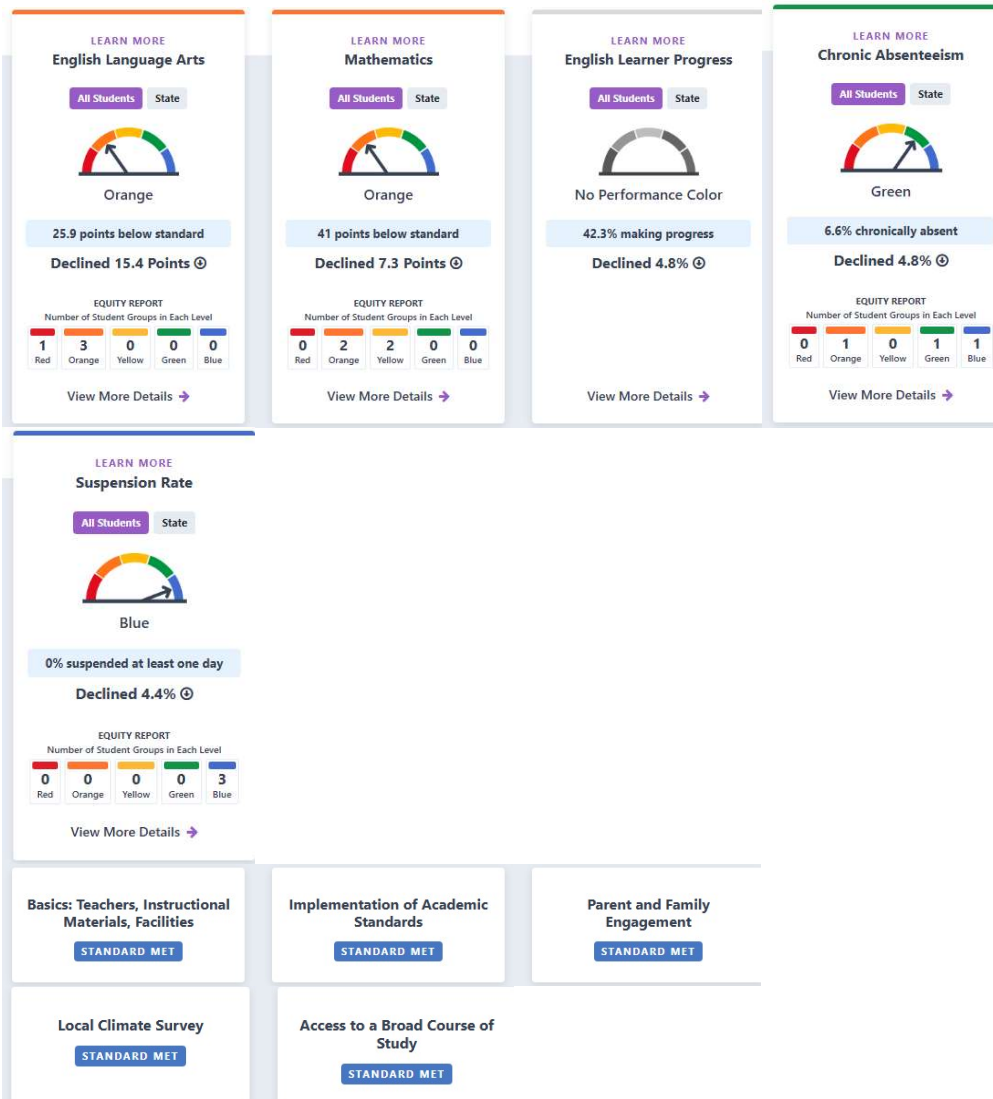 LEARN MORE
English Language Arts
All Students State
Orange
25.9 points below standard
Declined 15.4 Points
EQUITY REPORT
Number of Student Groups in Each Level
1 3 0 0 0
Red Orange Yellow Green Blue
View More Details
LEARN MORE
Mathematics
All Students State
Orange
41 points below standard
Declined 7.3 Points
EQUITY REPORT
Number of Student Groups in Each Level
0 2 2 0 0
Red Orange Yellow Green Blue
View More Details
LEARN MORE
English Learner Progress
All Students State
No Performance Color
42.3% making progress
Declined 4.8%
View More Details
LEARN MORE
Chronic Absenteeism
All Students State
Green
6.6% chronically absent
Declined 4.8%
EQUITY REPORT
Number of Student Groups in Each Level
0 1 0 1 1
Red Orange Yellow Green Blue
View More Details
LEARN MORE
Suspension Rate
All Students State
Blue
0% suspended at least one day
Declined 4.4%
EQUITY REPORT
Number of Student Groups in Each Level
0 0 0 0 3
Red Orange Yellow Green Blue
View More Details
Basics: Teachers, Instructional
Materials, Facilities
STANDARD MET
Implementation of Academic
Standards
STANDARD MET
Parent and Family
Engagement
STANDARD MET
Local Climate Survey
STANDARD MET
Access to a Broad Course of
Study
STANDARD MET